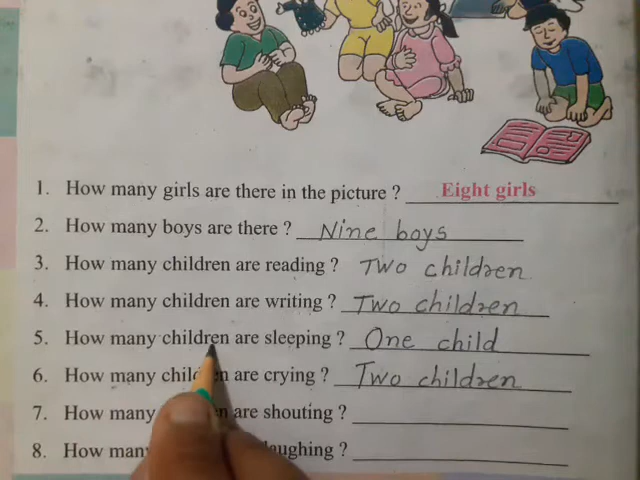 1. How many girls are there in the picture ? Eight girls
2. How many boys are there ? Nine boys
3. How many children are reading ? Two children
4. How many children are writing ? Two children
5. How many children are sleeping ? One child
6. How many children are crying ? Two children
7. How many are shouting ?
8. How many laughing ?